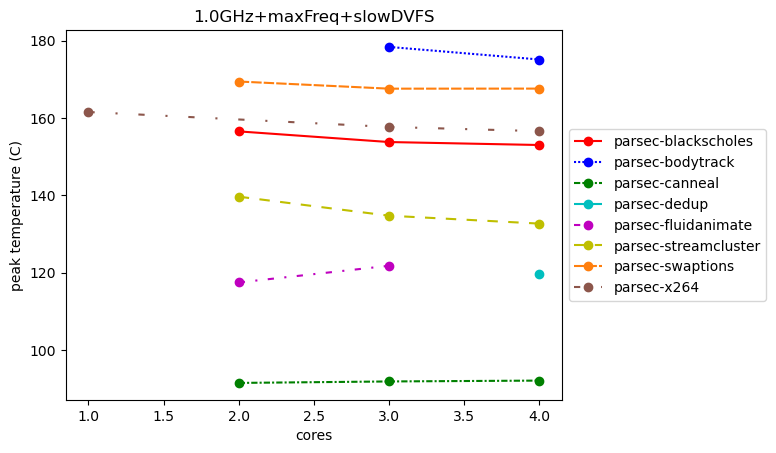 1.0GHz+maxFreq+slowDVFS
peak temperature (C)
180
160
140
120
100
1.0
1.5
2.0
2.5
3.0
3.5
4.0
cores
parsec-blackscholes
parsec-bodytrack
parsec-canneal
parsec-dedup
parsec-fluidanimate
parsec-streamcluster
parsec-swaptions
parsec-x264